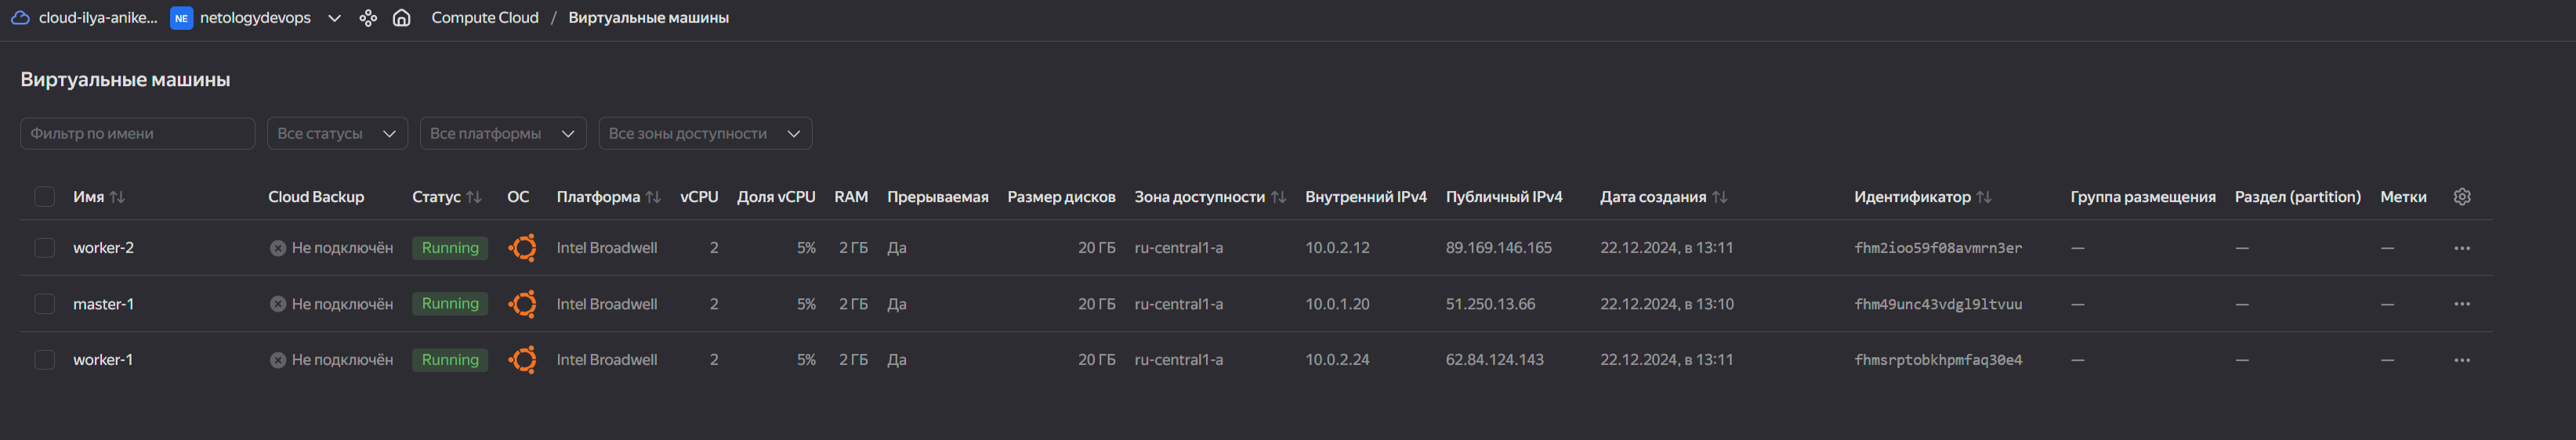 cloud-ilya-anike... NE netologydevops Compute Cloud / Виртуальные машины
Виртуальные машины
Фильтр по имени Все статусы Все платформы Все зоны доступности
Имя Cloud Backup Статус ОС Платформа vCPU Доля vCPU RAM Прерываемая Размер дисков Зона доступности Внутренний IPv4 Публичный IPv4 Дата создания Идентификатор Группа размещения Раздел (partition) Метки
worker-2 Не подключён Running Intel Broadwell 2 5% 2 ГБ Да 20 ГБ ru-central1-a 10.0.2.12 89.169.146.165 22.12.2024, в 13:11 fhm2ioo59f08avmrn3er — — —
master-1 Не подключён Running Intel Broadwell 2 5% 2 ГБ Да 20 ГБ ru-central1-a 10.0.1.20 51.250.13.66 22.12.2024, в 13:10 fhm49unc43vdgl9ltvuu — — —
worker-1 Не подключён Running Intel Broadwell 2 5% 2 ГБ Да 20 ГБ ru-central1-a 10.0.2.24 62.84.124.143 22.12.2024, в 13:11 fhmsrptobkhpmfaq30e4 — — —